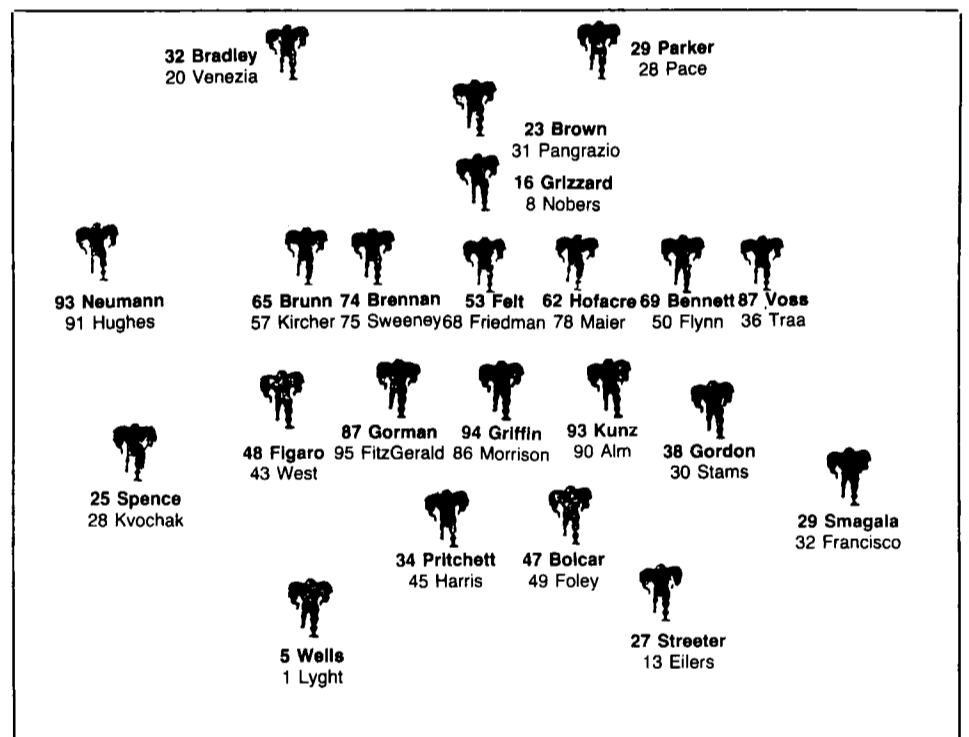 32 Bradley
20 Venezia
29 Parker
28 Pace
23 Brown
31 Pangrazio
16 Grizzard
8 Nobers
93 Neumann
91 Hughes
65 Brunn
57 Kircher
74 Brennan
75 Sweeney
53 Felt
68 Friedman
62 Hofacre
78 Maier
69 Bennett
50 Flynn
87 Voss
36 Traa
48 Figaro
43 West
87 Gorman
95 FitzGerald
94 Griffin
86 Morrison
93 Kunz
90 Alm
38 Gordon
30 Stams
25 Spence
28 Kvochak
29 Smagala
32 Francisco
34 Pritchett
45 Harris
47 Bolcar
49 Foley
5 Wells
1 Lyght
27 Streeter
13 Eilers